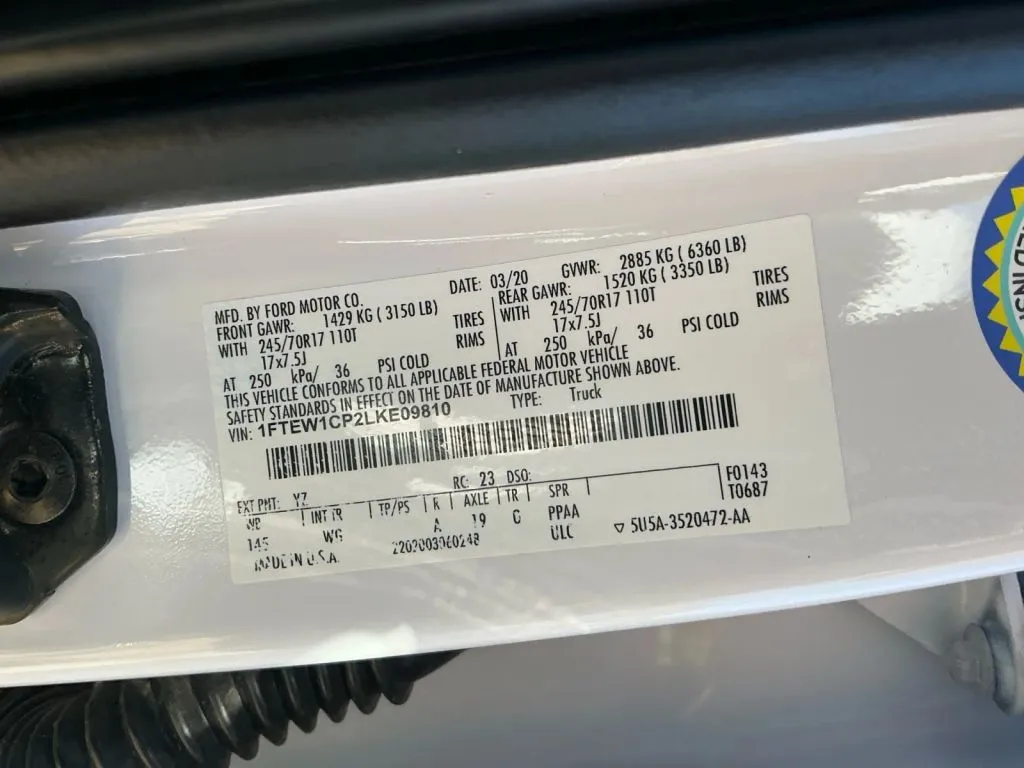 MFD. BY FORD MOTOR CO.
DATE: 03/20
GVWR: 2885 KG ( 6360 LB)
FRONT GAWR: 1429 KG ( 3150 LB)
WITH 245/70R17 110T TIRES
17x7.5J RIMS
AT 250 kPa/ 36 PSI COLD
REAR GAWR: 1520 KG ( 3350 LB)
WITH 245/70R17 110T TIRES
17x7.5J RIMS
AT 250 kPa/ 36 PSI COLD
THIS VEHICLE CONFORMS TO ALL APPLICABLE FEDERAL MOTOR VEHICLE
SAFETY STANDARDS IN EFFECT ON THE DATE OF MANUFACTURE SHOWN ABOVE.
VIN: 1FTEW1CP2LKE09810 TYPE: Truck
EXT PNT: YZ RC: 23 DSO: F0143
WB INT TR TP/PS R AXLE TR SPR T0687
145 WG A 19 C PPAA
ULC 5U5A-3520472-AA
MADE IN U.S.A.